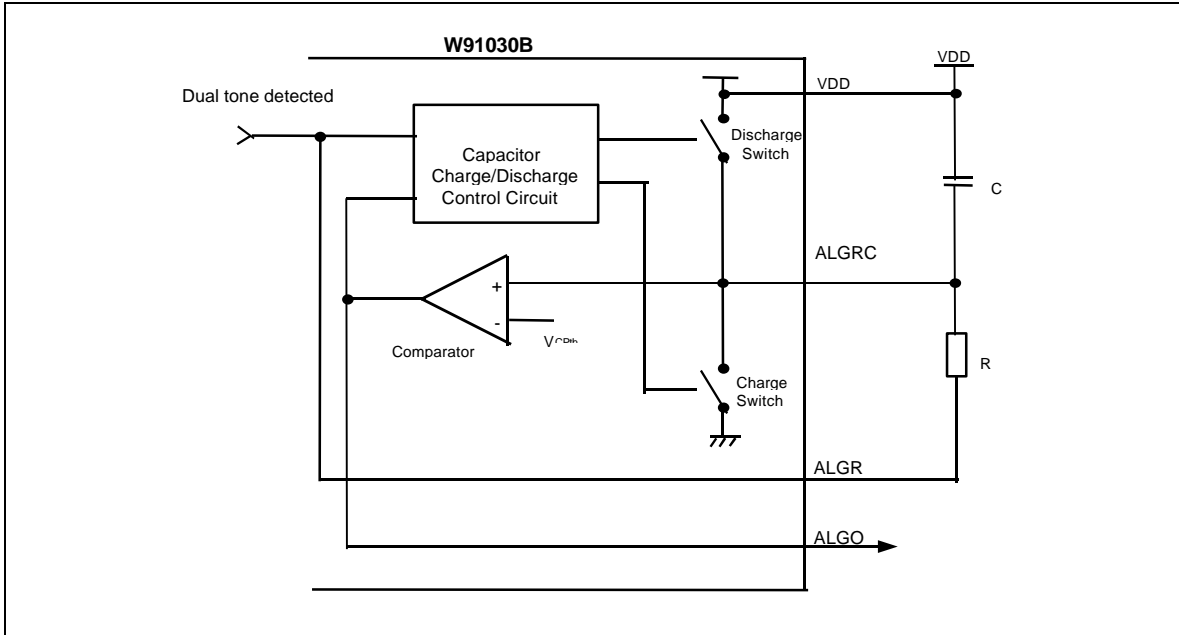 W91030B
VDD
VDD
Dual tone detected
Discharge
Switch
Capacitor
Charge/Discharge
Control Circuit
C
ALGRC
+
-
Comparator
R
Charge
Switch
ALGR
ALGO